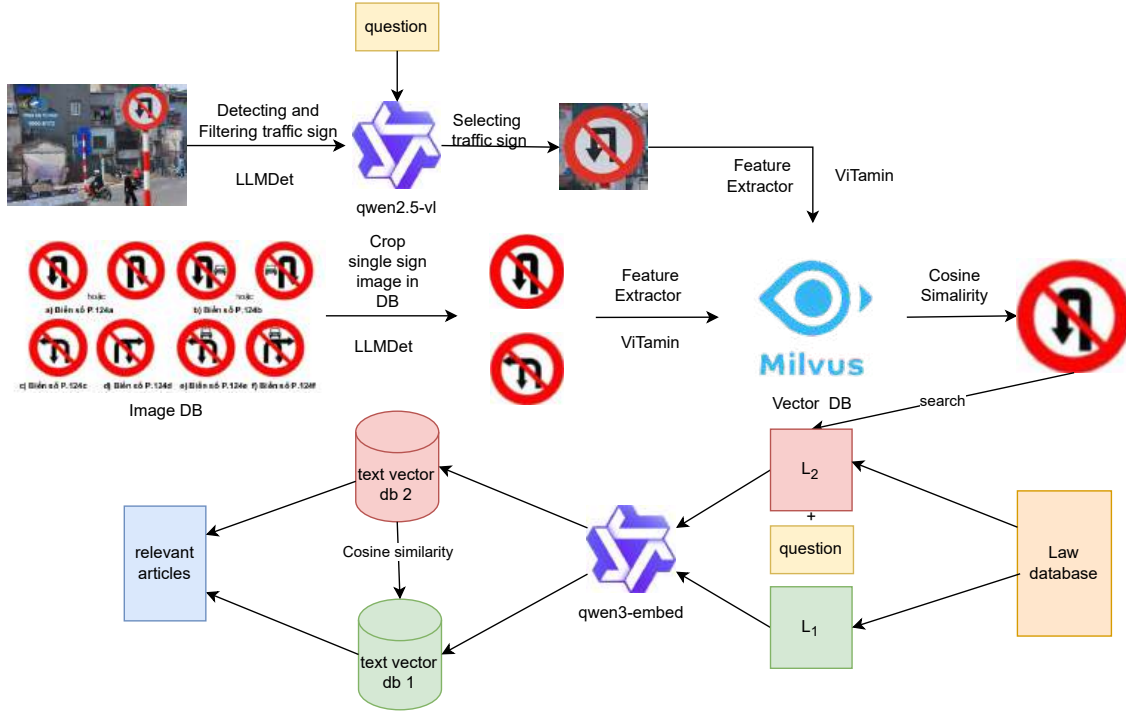 question
Detecting and
Filtering traffic sign
LLMDet
qwen2.5-vl
Selecting
traffic sign
Feature
Extractor
ViTamin
hoặc
hoặc
a) Biển số P.124a
b) Biển số P.124b
c) Biển số P.124c
d) Biển số P.124d
e) Biển số P.124e
f) Biển số P.124f
Image DB
Crop
single sign
image in
DB
LLMDet
Feature
Extractor
ViTamin
Milvus
Vector DB
Cosine
Simalirity
search
text vector
db 2
Cosine similarity
text vector
db 1
relevant
articles
qwen3-embed
L2
+
question
L1
Law
database